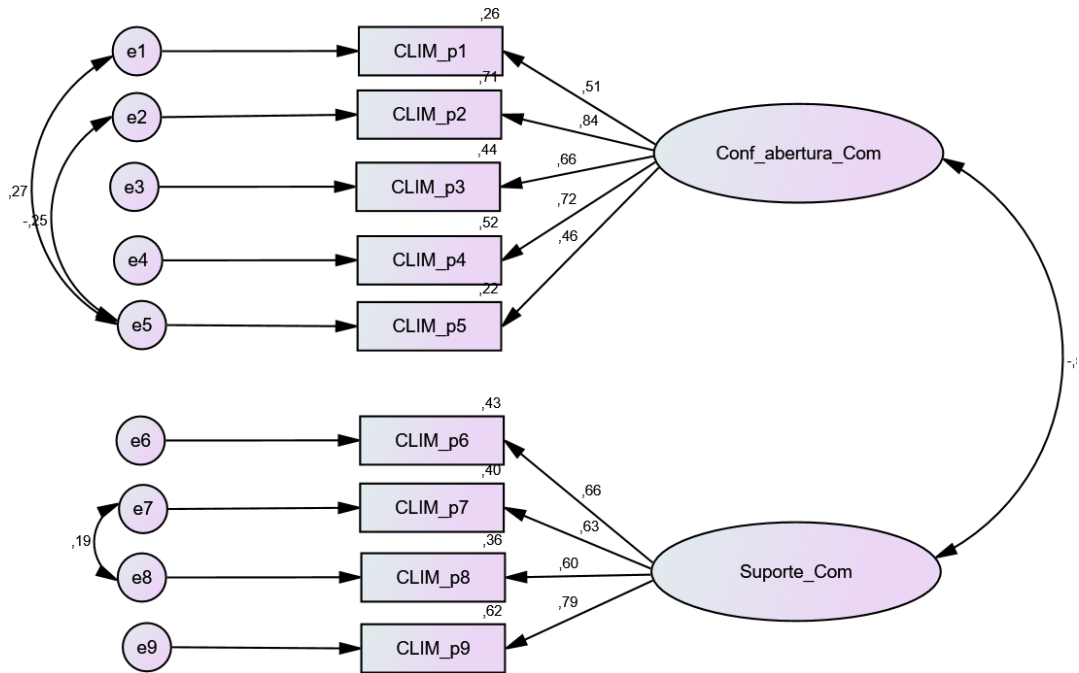 ,26
e1
CLIM_p1
,51
,71
e2
CLIM_p2
,84
,44
e3
CLIM_p3
,66
Conf_abertura_Com
,72
,27
-,25
,52
e4
CLIM_p4
,46
,22
e5
CLIM_p5
,43
e6
CLIM_p6
,40
,66
e7
CLIM_p7
,63
,19
,36
e8
CLIM_p8
,60
Suporte_Com
,79
,62
e9
CLIM_p9